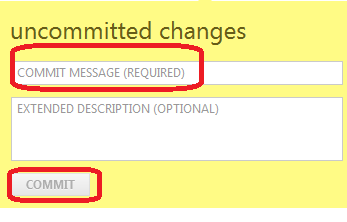 uncommitted changes
COMMIT MESSAGE (REQUIRED)
EXTENDED DESCRIPTION (OPTIONAL)
COMMIT